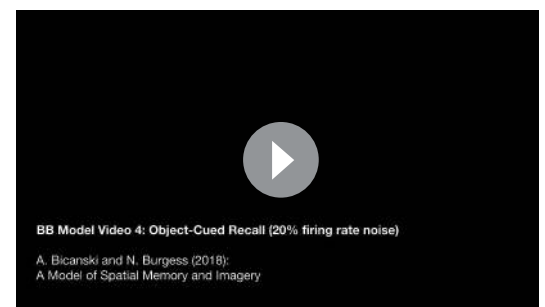 BB Model Video 4: Object-Cued Recall (20% firing rate noise)
A. Bicanski and N. Burgess (2018):
A Model of Spatial Memory and Imagery